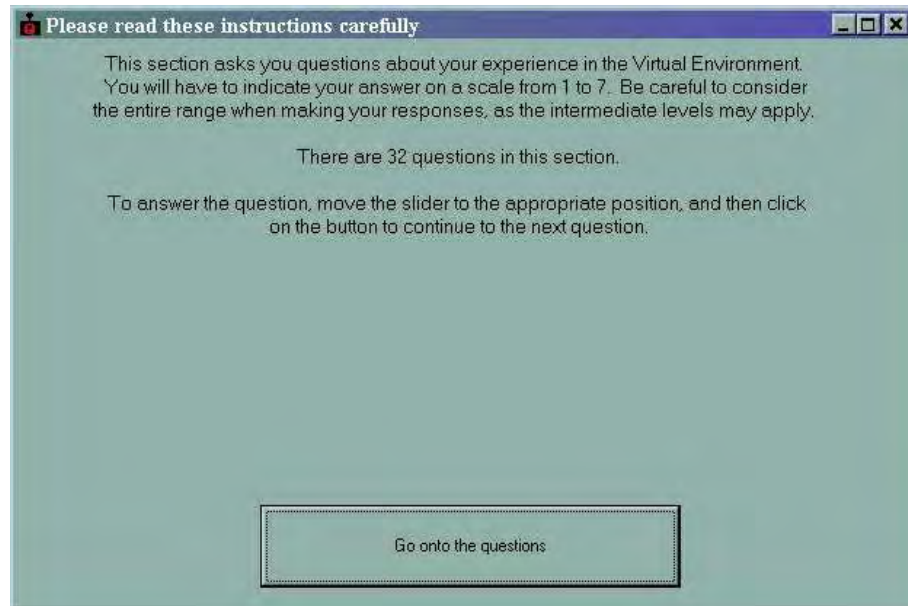 Please read these instructions carefully
This section asks you questions about your experience in the Virtual Environment.
You will have to indicate your answer on a scale from 1 to 7. Be careful to consider
the entire range when making your responses, as the intermediate levels may apply.
There are 32 questions in this section.
To answer the question, move the slider to the appropriate position, and then click
on the button to continue to the next question.
Go onto the questions